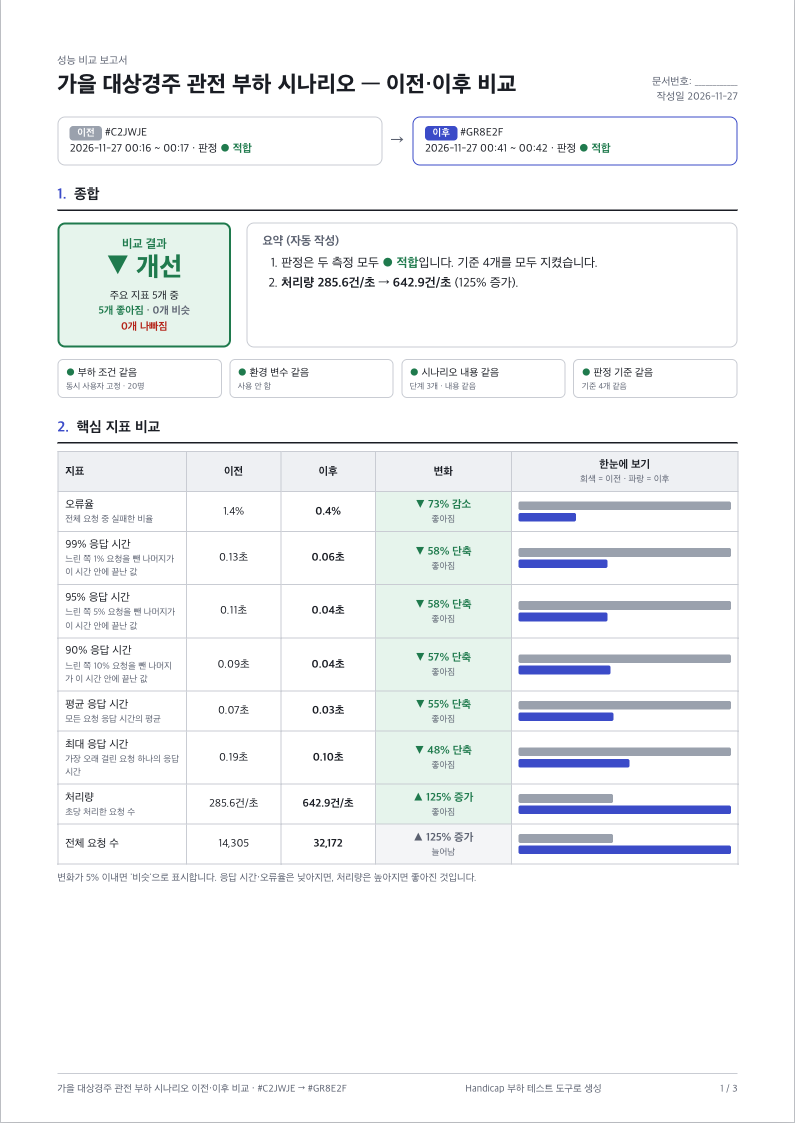 성능 비교 보고서
가을 대상경주 관전 부하 시나리오 — 이전·이후 비교
문서번호: ________
작성일 2026-11-27
이전 #C2JWJE
2026-11-27 00:16 ~ 00:17 · 판정 ● 적합
→
이후 #GR8E2F
2026-11-27 00:41 ~ 00:42 · 판정 ● 적합
1. 종합
비교 결과
▼ 개선
주요 지표 5개 중
5개 좋아짐 · 0개 비슷
0개 나빠짐
요약 (자동 작성)
1. 판정은 두 측정 모두 ● 적합입니다. 기준 4개를 모두 지켰습니다.
2. 처리량 285.6건/초 → 642.9건/초 (125% 증가).
● 부하 조건 같음
동시 사용자 고정 · 20명
● 환경 변수 같음
사용 안 함
● 시나리오 내용 같음
단계 3개 · 내용 같음
● 판정 기준 같음
기준 4개 같음
2. 핵심 지표 비교
지표 이전 이후 변화 한눈에 보기
회색 = 이전 · 파랑 = 이후
오류율
전체 요청 중 실패한 비율
1.4% 0.4% ▼ 73% 감소
좋아짐
99% 응답 시간
느린 쪽 1% 요청을 뺀 나머지가
이 시간 안에 끝난 값
0.13초 0.06초 ▼ 58% 단축
좋아짐
95% 응답 시간
느린 쪽 5% 요청을 뺀 나머지가
이 시간 안에 끝난 값
0.11초 0.04초 ▼ 58% 단축
좋아짐
90% 응답 시간
느린 쪽 10% 요청을 뺀 나머지
가 이 시간 안에 끝난 값
0.09초 0.04초 ▼ 57% 단축
좋아짐
평균 응답 시간
모든 요청 응답 시간의 평균
0.07초 0.03초 ▼ 55% 단축
좋아짐
최대 응답 시간
가장 오래 걸린 요청 하나의 응답
시간
0.19초 0.10초 ▼ 48% 단축
좋아짐
처리량
초당 처리한 요청 수
285.6건/초 642.9건/초 ▲ 125% 증가
좋아짐
전체 요청 수 14,305 32,172 ▲ 125% 증가
늘어남
변화가 5% 이내면 '비슷'으로 표시합니다. 응답 시간·오류율은 낮아지면, 처리량은 높아지면 좋아진 것입니다.
가을 대상경주 관전 부하 시나리오 이전·이후 비교 · #C2JWJE → #GR8E2F
Handicap 부하 테스트 도구로 생성
1 / 3